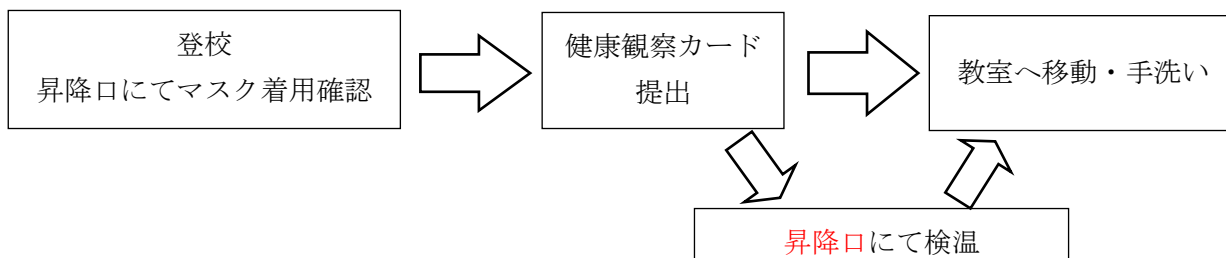 登校
昇降口にてマスク着用確認
健康観察カード
提出
教室へ移動・手洗い
昇降口にて検温